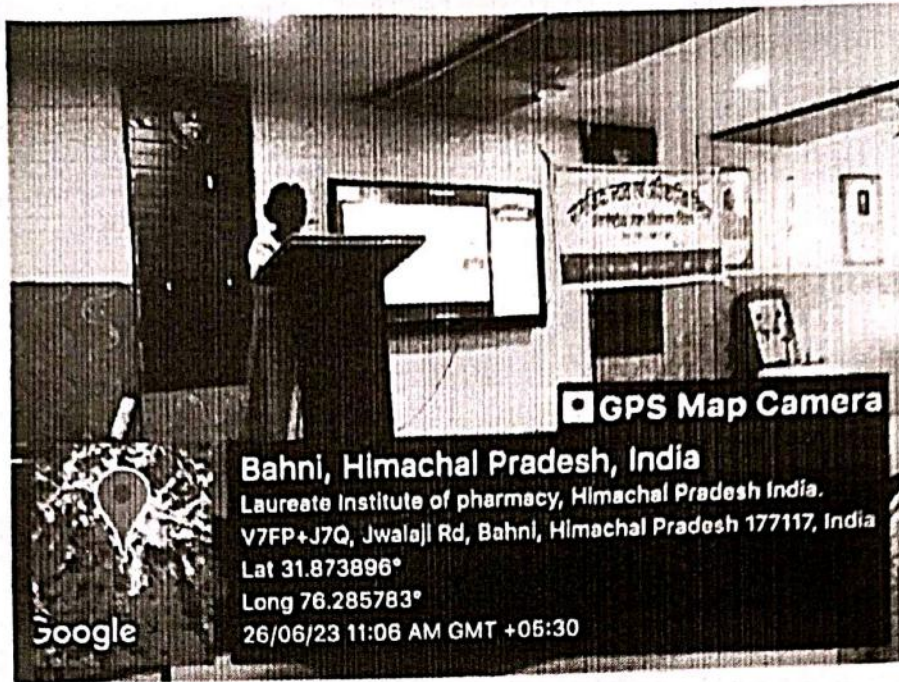 GPS Map Camera
Bahni, Himachal Pradesh, India
Laureate Institute of pharmacy, Himachal Pradesh India.
V7FP+J7Q, Jwalaji Rd, Bahni, Himachal Pradesh 177117, India
Lat 31.873896°
Long 76.285783°
26/06/23 11:06 AM GMT +05:30
Google